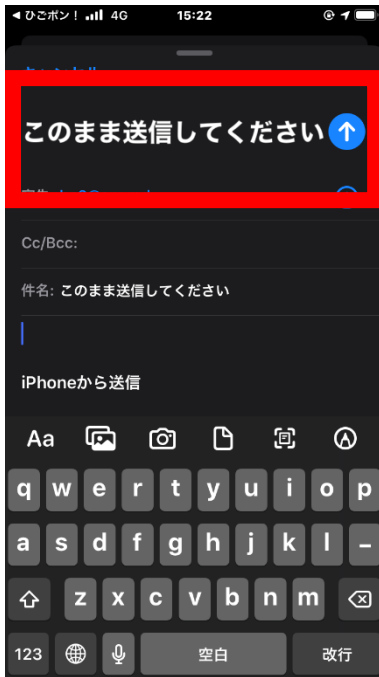 ◀ひごポン! 4G 15:22
このまま送信してください
Cc/Bcc:
件名: このまま送信してください
iPhoneから送信
Aa
q w e r t y u i o p
a s d f g h j k l –
z x c v b n m
123 空白 改行